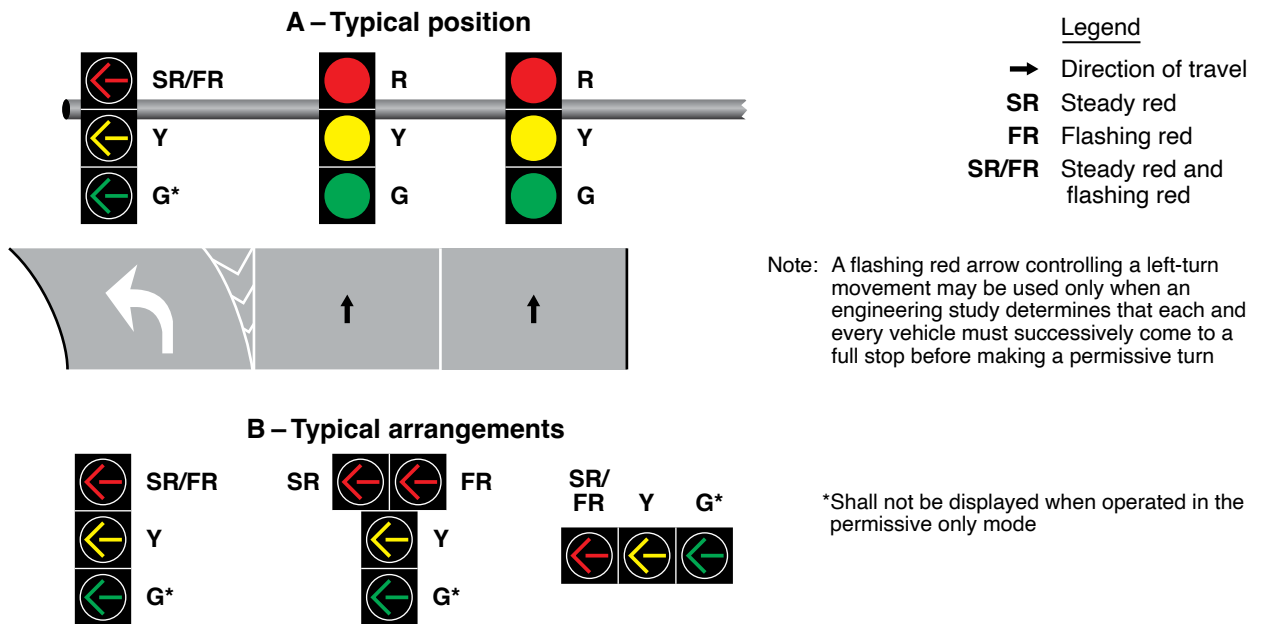 A – Typical position
SR/FR R R
Y Y Y
G* G G
Legend
Direction of travel
SR Steady red
FR Flashing red
SR/FR Steady red and
flashing red
Note: A flashing red arrow controlling a left-turn
movement may be used only when an
engineering study determines that each and
every vehicle must successively come to a
full stop before making a permissive turn
B – Typical arrangements
SR/FR
Y
G*
SR FR
Y
G*
SR/
FR Y G*
*Shall not be displayed when operated in the
permissive only mode